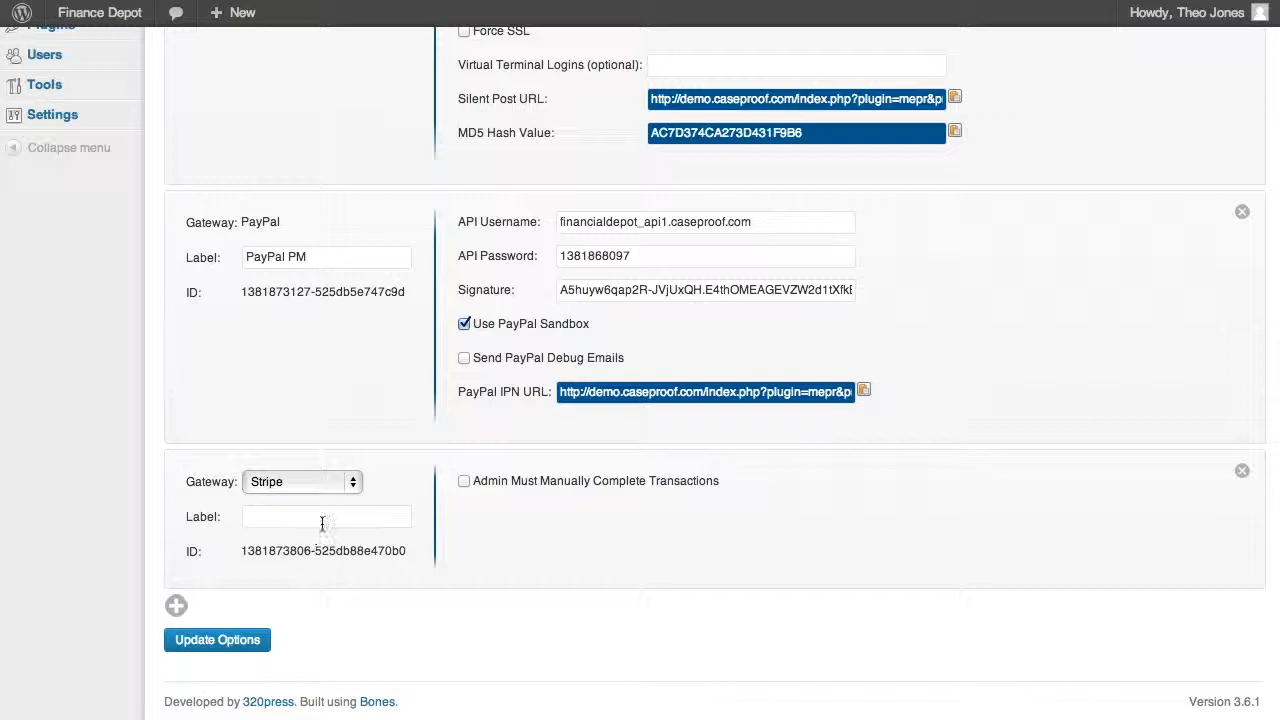 Finance Depot
New
Howdy, Theo Jones
Plugins
Users
Tools
Settings
Collapse menu
Force SSL
Virtual Terminal Logins (optional):
Silent Post URL: http://demo.caseproof.com/index.php?plugin=mepr&p
MD5 Hash Value: AC7D374CA273D431F9B6
Gateway: PayPal
Label: PayPal PM
ID: 1381873127-525db5e747c9d
API Username: financialdepot_api1.caseproof.com
API Password: 1381868097
Signature: A5huyw6qap2R-JVjUxQH.E4thOMEAGEVZW2d1tXfkE
Use PayPal Sandbox
Send PayPal Debug Emails
PayPal IPN URL: http://demo.caseproof.com/index.php?plugin=mepr&p
Gateway: Stripe
Label:
ID: 1381873806-525db88e470b0
Admin Must Manually Complete Transactions
Update Options
Developed by 320press. Built using Bones.
Version 3.6.1